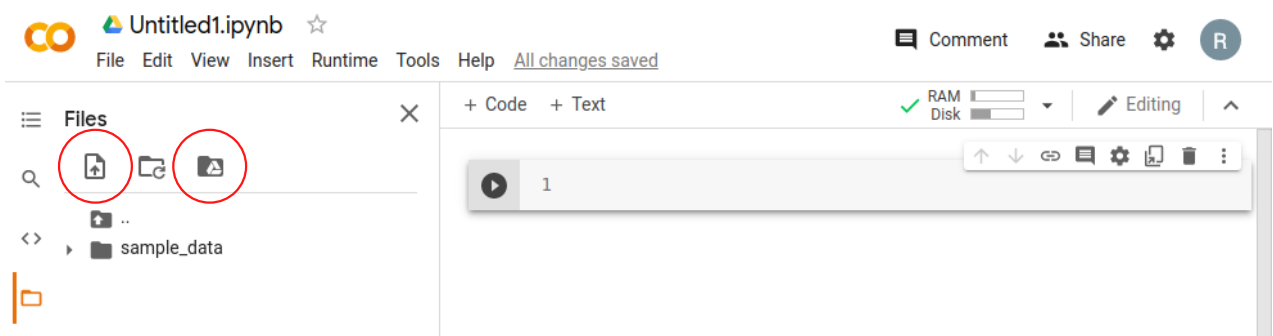 Untitled1.ipynb
File Edit View Insert Runtime Tools Help All changes saved
Comment Share R
Files
..
sample_data
+ Code + Text
RAM
Disk
Editing
1